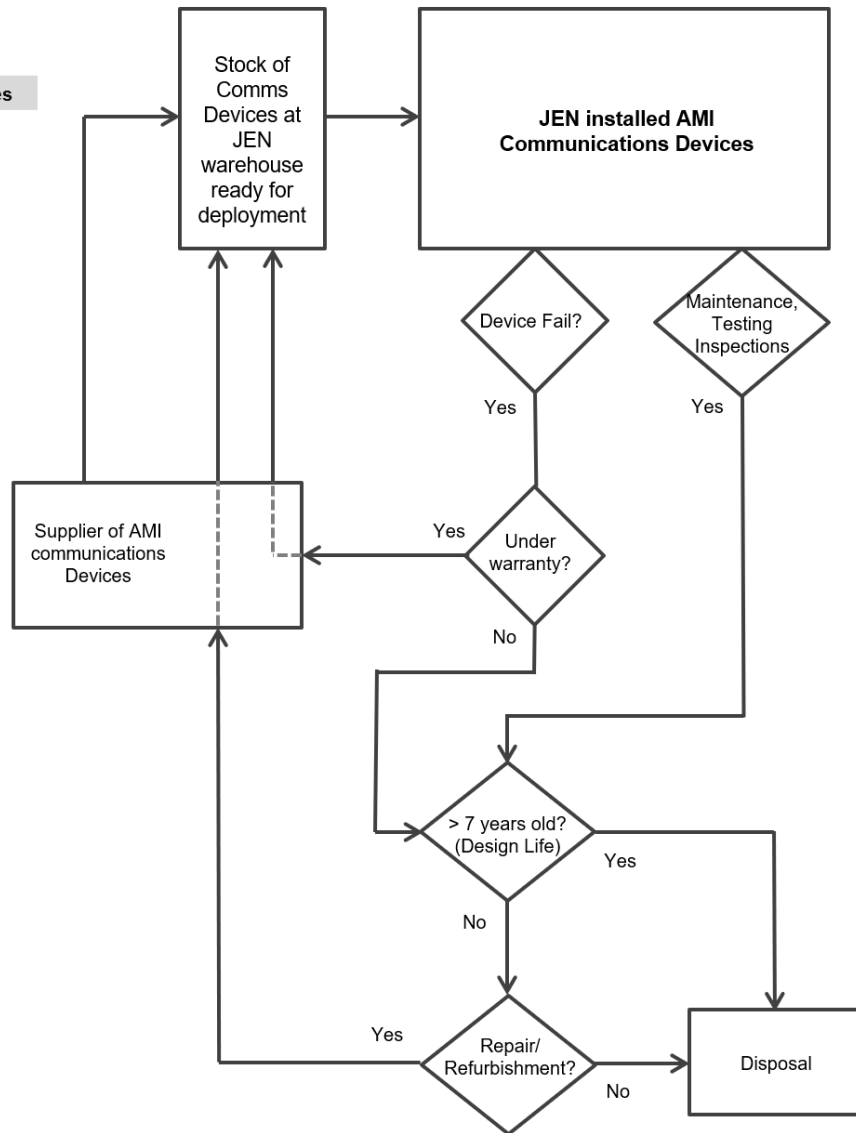 Stock of
Comms
Devices at
JEN
warehouse
ready for
deployment
JEN installed AMI
Communications Devices
Device Fail?
Maintenance,
Testing
Inspections
Yes
Yes
Supplier of AMI
communications
Devices
Yes
Under
warranty?
No
> 7 years old?
(Design Life)
Yes
No
Yes
Repair/
Refurbishment?
No
Disposal